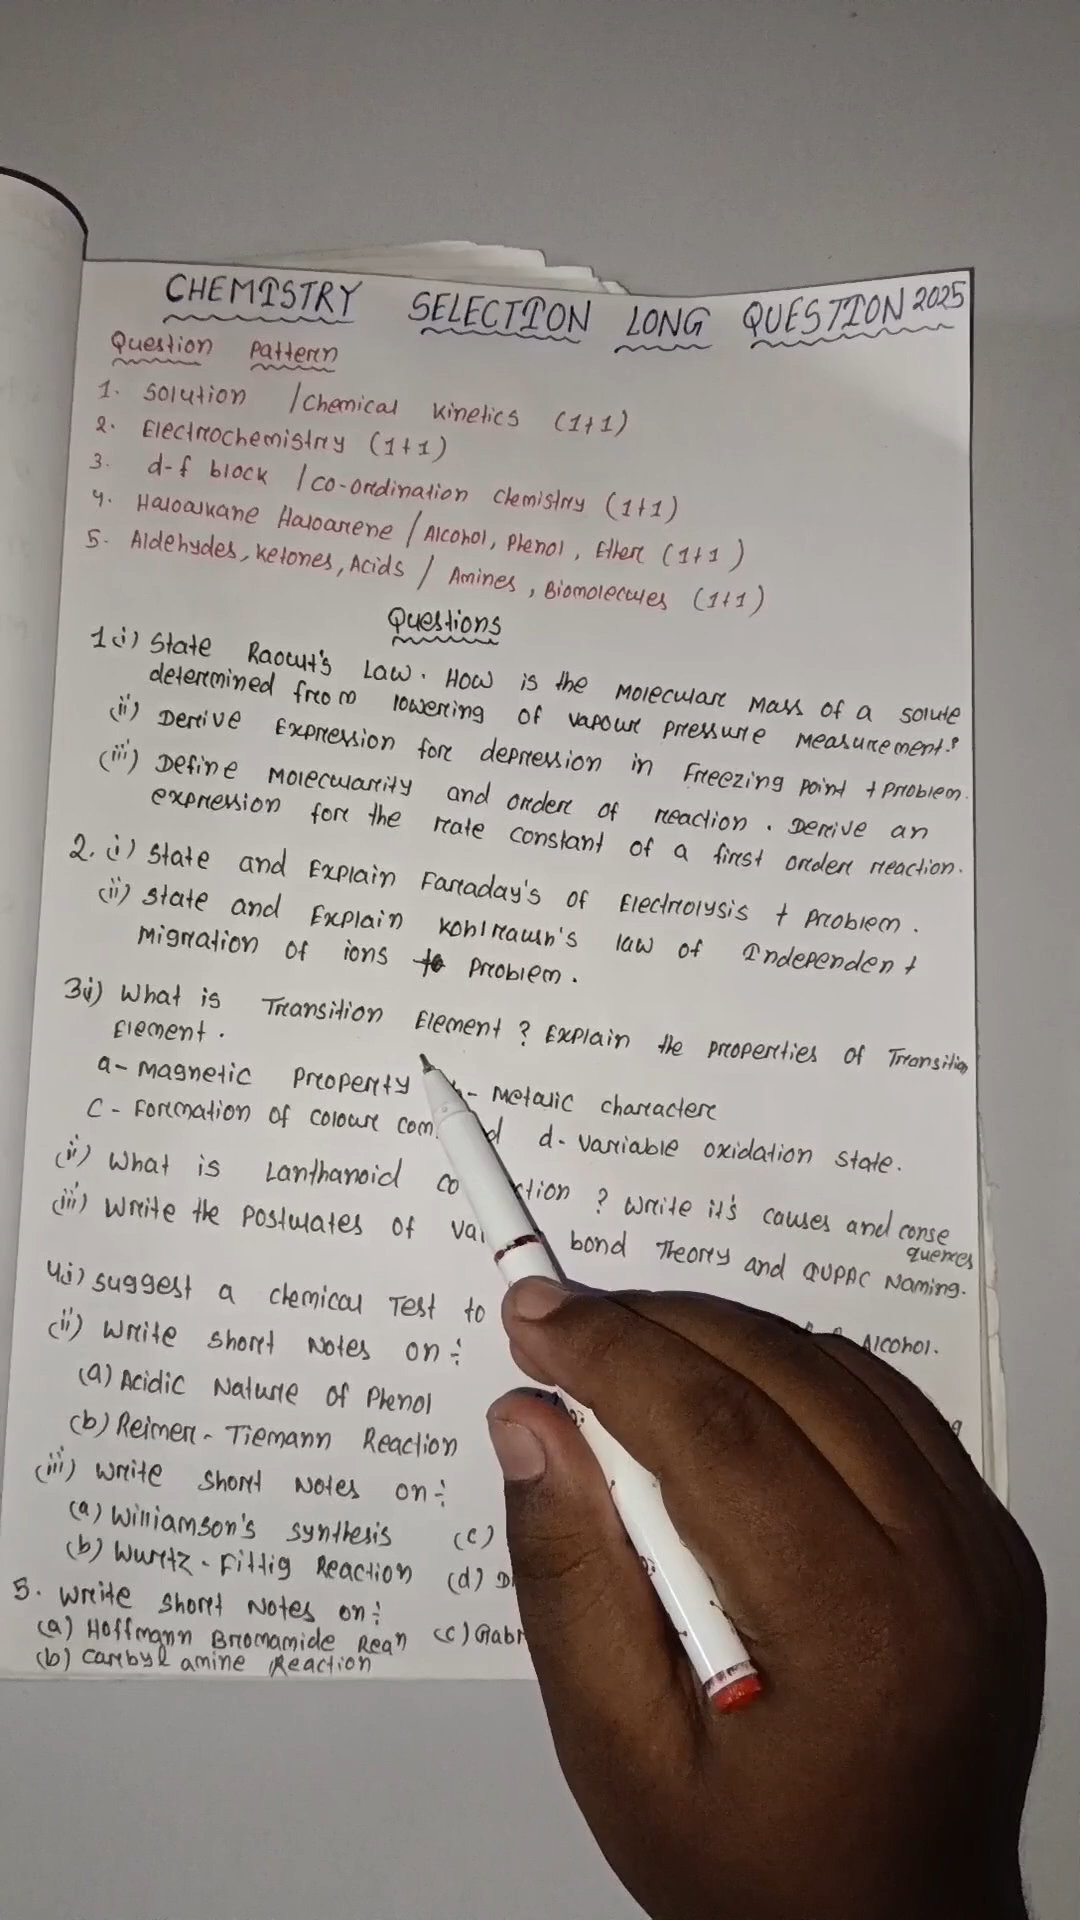 CHEMISTRY SELECTION LONG QUESTION 2025
Question Pattern
1. Solution / Chemical Kinetics (1+1)
2. Electrochemistry (1+1)
3. d-f block / co-ordination chemistry (1+1)
4. Haloalkane Haloarene / Alcohol, Phenol, Ether (1+1)
5. Aldehydes, Ketones, Acids / Amines, Biomolecules (1+1)
Questions
1 i) State Raoult's Law. How is the molecular mass of a solute
determined from lowering of vapour pressure measurement?
(ii) Derive Expression for depression in Freezing point + Problem.
(iii) Define molecularity and order of reaction. Derive an
expression for the rate constant of a first order reaction.
2. i) State and Explain Faraday's of Electrolysis + Problem.
(ii) State and Explain Kohlraush's law of Independent
Migration of ions Problem.
3 i) What is Transition Element? Explain the properties of Transition
Element.
a- Magnetic Property - Metalic character
c- Formation of colour com d d- variable oxidation state.
(ii) What is Lanthanoid co ction? Write it's causes and conse
quences
(iii) Write the Postulates of val bond Theory and IUPAC Naming.
4 i) Suggest a chemical Test to Alcohol.
(ii) Write short Notes on ÷
(a) Acidic Nature of Phenol
(b) Reimer-Tiemann Reaction
(iii) Write short Notes on ÷
(a) Williamson's synthesis (c)
(b) Wurtz-Fittig Reaction (d) D
5. Write short Notes on ÷
(a) Hoffmann Bromamide Rean (c) Gabr
(b) Carbyl amine Reaction